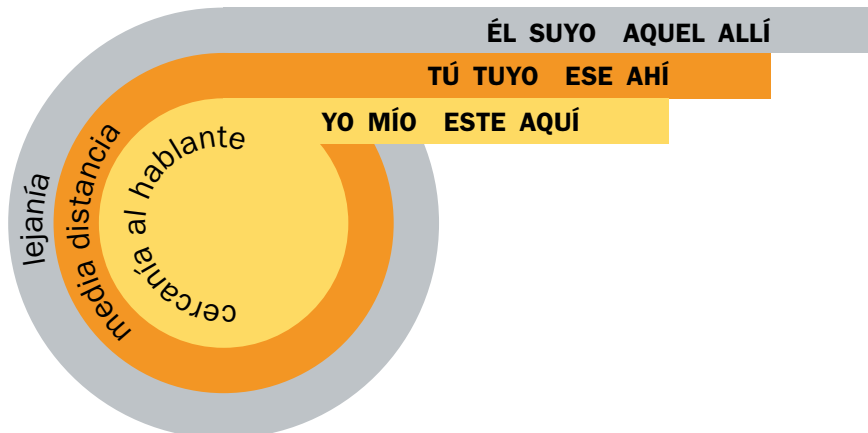 ÉL SUYO AQUEL ALLÍ
TÚ TUYO ESE AHÍ
YO MÍO ESTE AQUÍ
lejanía
media distancia
cercanía al hablante